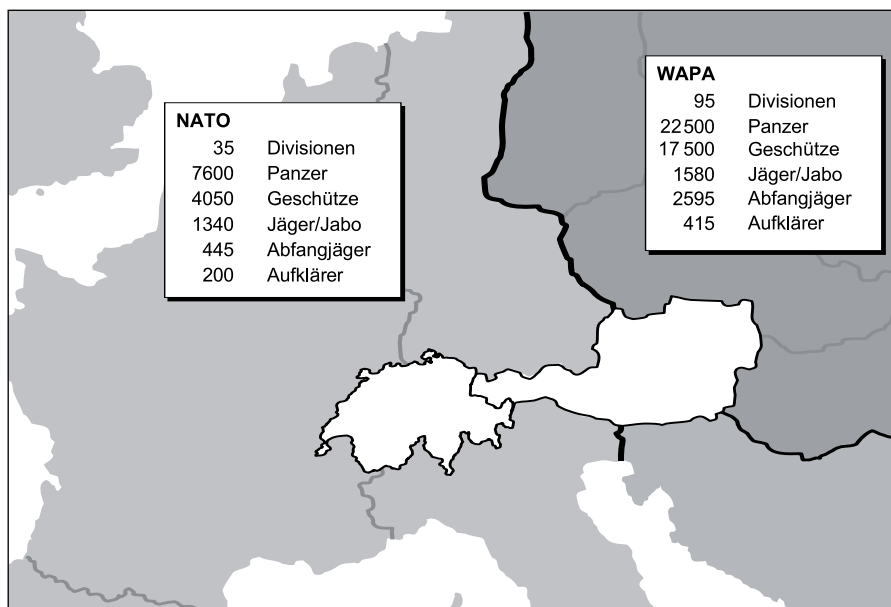 NATO
35 Divisionen
7600 Panzer
4050 Geschütze
1340 Jäger/Jabo
445 Abfangjäger
200 Aufklärer
WAPA
95 Divisionen
22 500 Panzer
17 500 Geschütze
1580 Jäger/Jabo
2595 Abfangjäger
415 Aufklärer